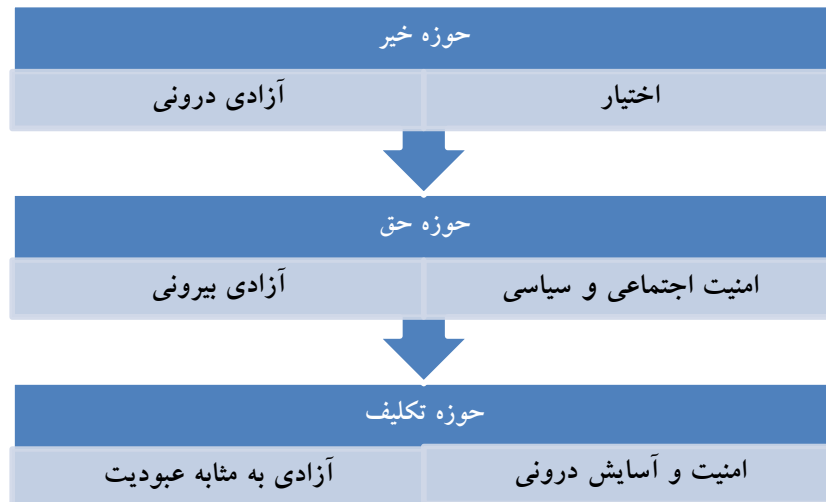 حوزه خیر
اختیار
آزادی درونی
حوزه حق
امنیت اجتماعی و سیاسی
آزادی بیرونی
حوزه تکلیف
امنیت و آسایش درونی
آزادی به مثابه عبودیت